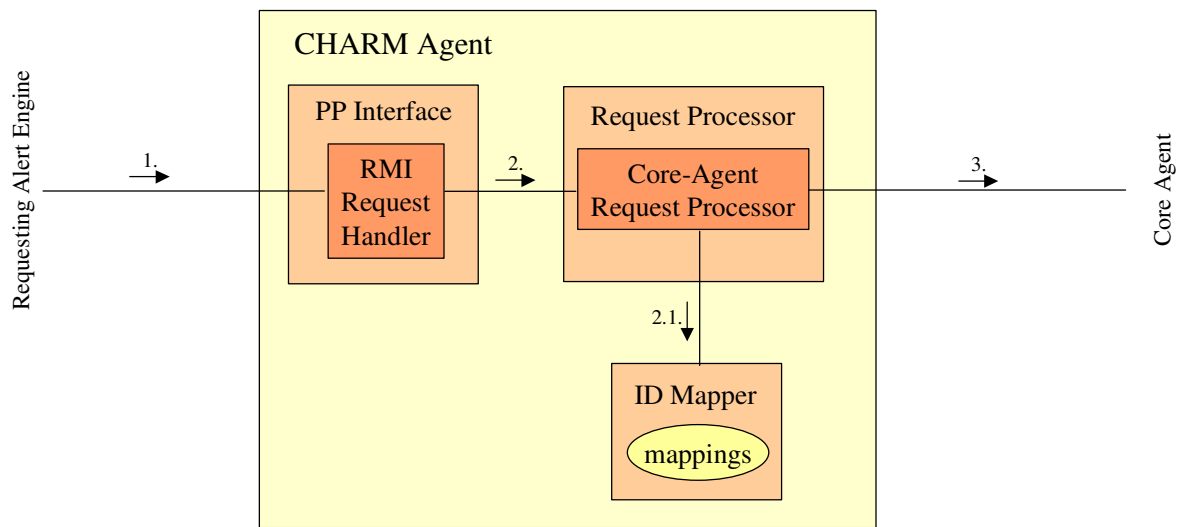 CHARM Agent
Requesting Alert Engine
1.
PP Interface
RMI
Request
Handler
2.
Request Processor
Core-Agent
Request Processor
3.
Core Agent
2.1.
ID Mapper
mappings